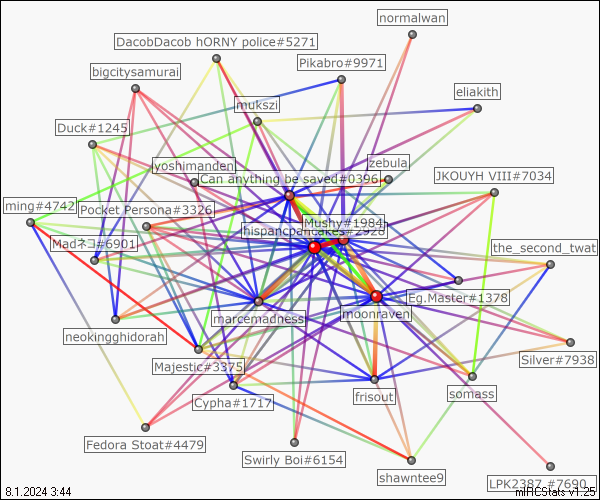 normalwan
DacobDacob hORNY police#5271
Pikabro#9971
bigcitysamurai
eliakith
mukszi
Duck#1245
yoshimanden
zebula
Can anything be saved#0396
JKOUYH VIII#7034
ming#4742
Pocket Persona#3326
Mushy#1984
hispanicpancakes#2926
Madネコ#6901
the_second_twat
Eg.Master#1378
marcemadness
moonraven
neokingghidorah
Majestic#3375
Silver#7938
Cypha#1717
frisout
somass
Fedora Stoat#4479
Swirly Boi#6154
shawntee9
LPK2387_#7690
8.1.2024 3:44
mIRCStats v1.25